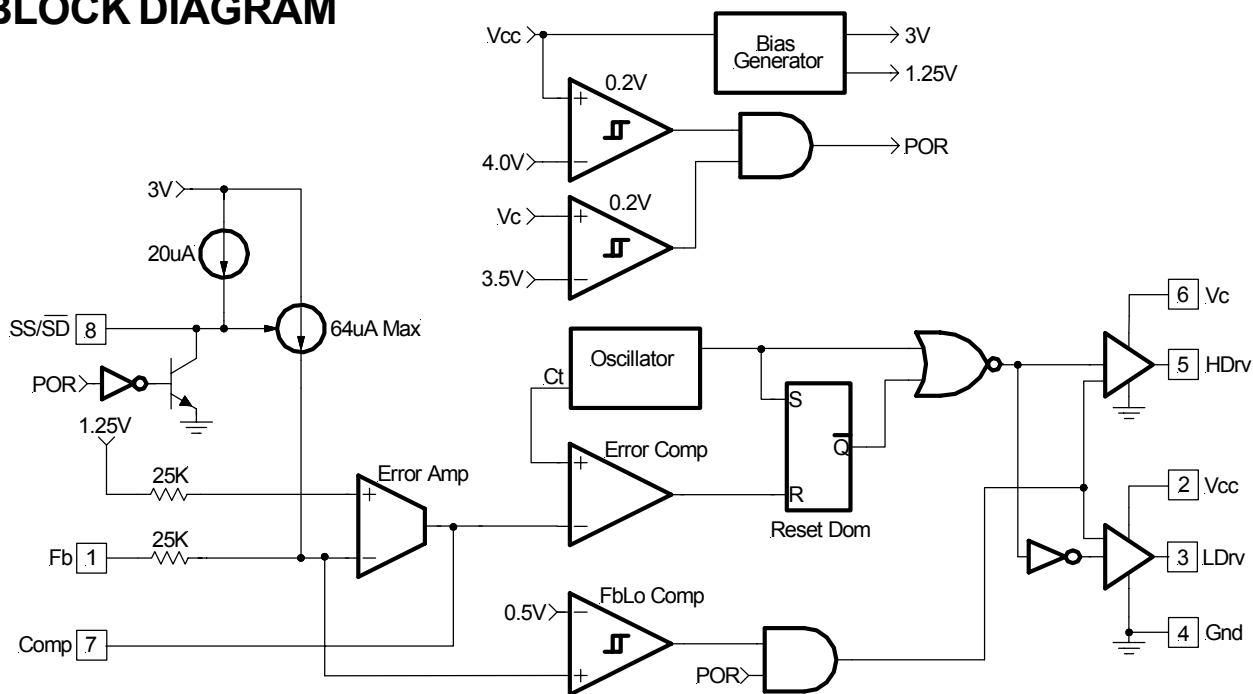 BLOCK DIAGRAM
Vcc
Bias
Generator
3V
1.25V
0.2V
+
4.0V
−
POR
0.2V
Vc
+
3.5V
−
3V
20uA
SS/SD
8
64uA Max
POR
1.25V
25K
Error Amp
+
Fb
1
25K
−
Comp
7
Oscillator
Ct
Error Comp
+
−
S
Q
R
Reset Dom
FbLo Comp
0.5V
−
+
POR
6
Vc
5
HDrv
2
Vcc
3
LDrv
4
Gnd